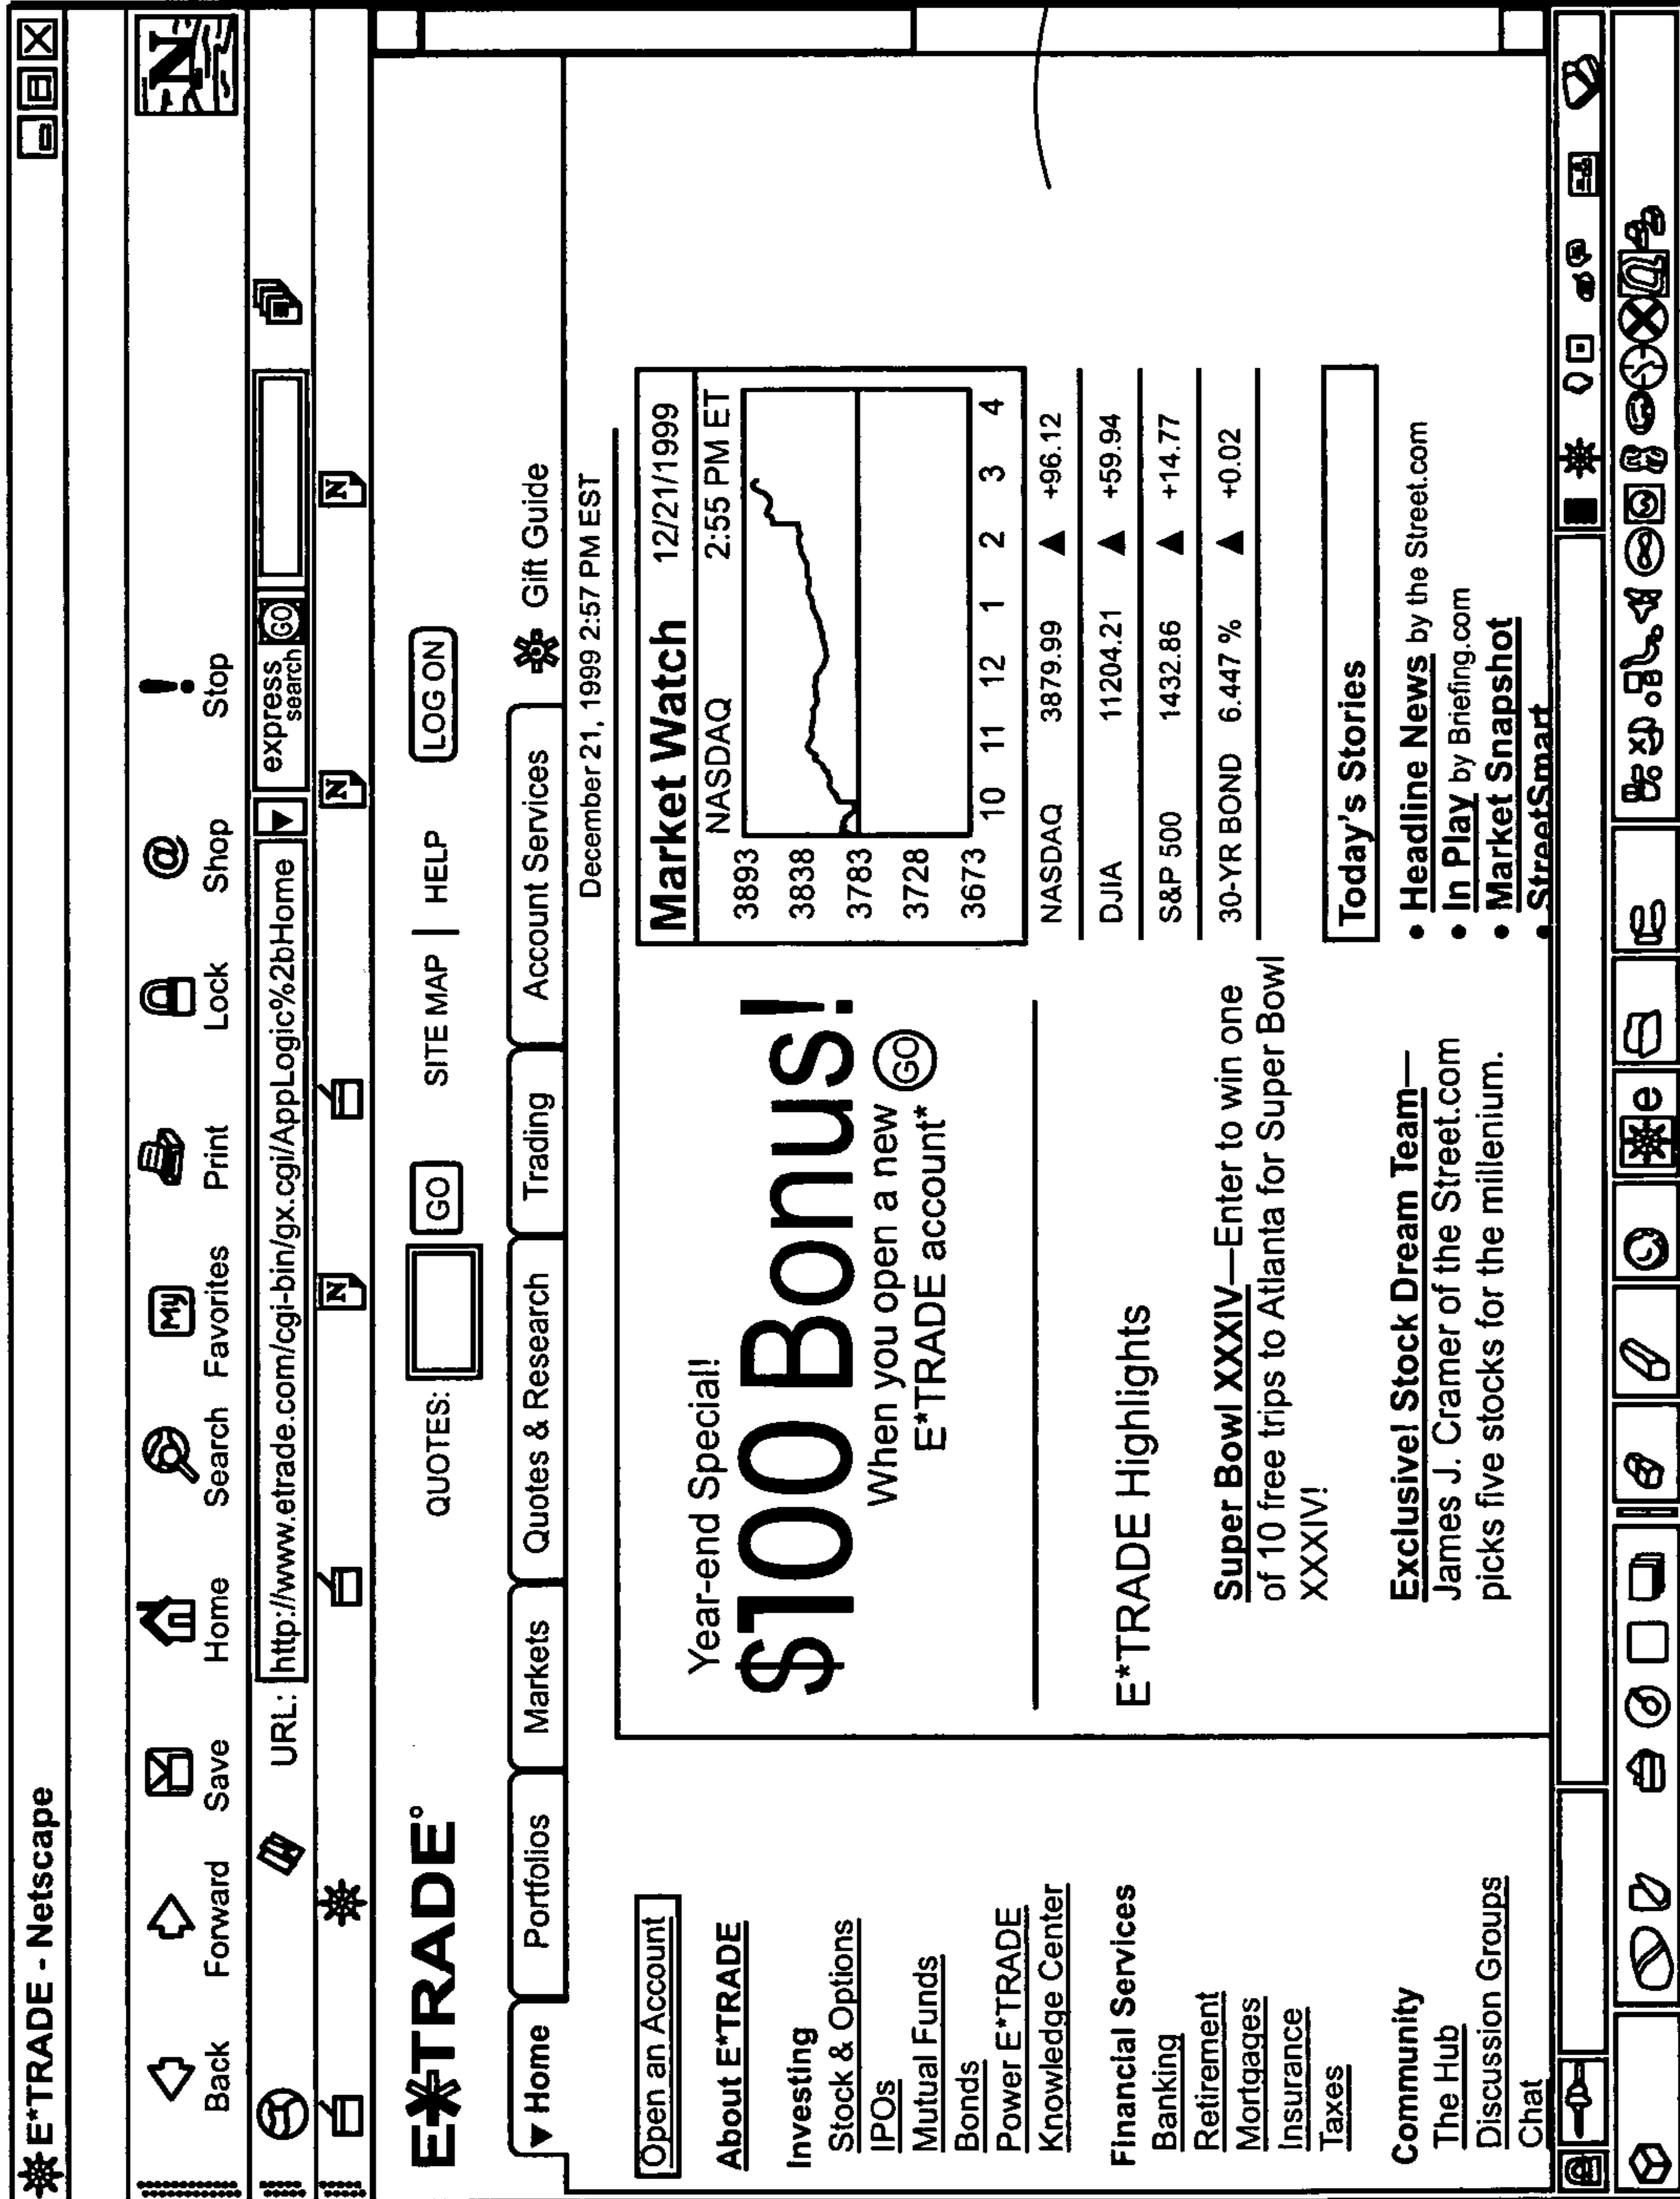 E*TRADE - Netscape
Back Forward Save Home Search Favorites Print Lock Shop Stop
My @ ! N
URL: http://www.etrade.com/cgi-bin/gx.cgi/AppLogic%2bHome express search GO
N N N
E*TRADE° QUOTES: GO SITE MAP | HELP LOG ON
Home Portfolios Markets Quotes & Research Trading Account Services Gift Guide
December 21, 1999 2:57 PM EST
Open an Account
About E*TRADE
Investing
Stock & Options
IPOs
Mutual Funds
Bonds
Power E*TRADE
Knowledge Center
Financial Services
Banking
Retirement
Mortgages
Insurance
Taxes
Community
The Hub
Discussion Groups
Chat
Year-end Special!
$100 Bonus!
When you open a new GO
E*TRADE account*
E*TRADE Highlights
Super Bowl XXXIV—Enter to win one
of 10 free trips to Atlanta for Super Bowl
XXXIV!
Exclusivel Stock Dream Team—
James J. Cramer of the Street.com
picks five stocks for the millenium.
Market Watch 12/21/1999
NASDAQ 2:55 PM ET
3893
3838
3783
3728
3673
10 11 12 1 2 3 4
NASDAQ 3879.99 ▲ +96.12
DJIA 11204.21 ▲ +59.94
S&P 500 1432.86 ▲ +14.77
30-YR BOND 6.447 % ▲ +0.02
Today's Stories
• Headline News by the Street.com
• In Play by Briefing.com
• Market Snapshot
• StreetSmart
e